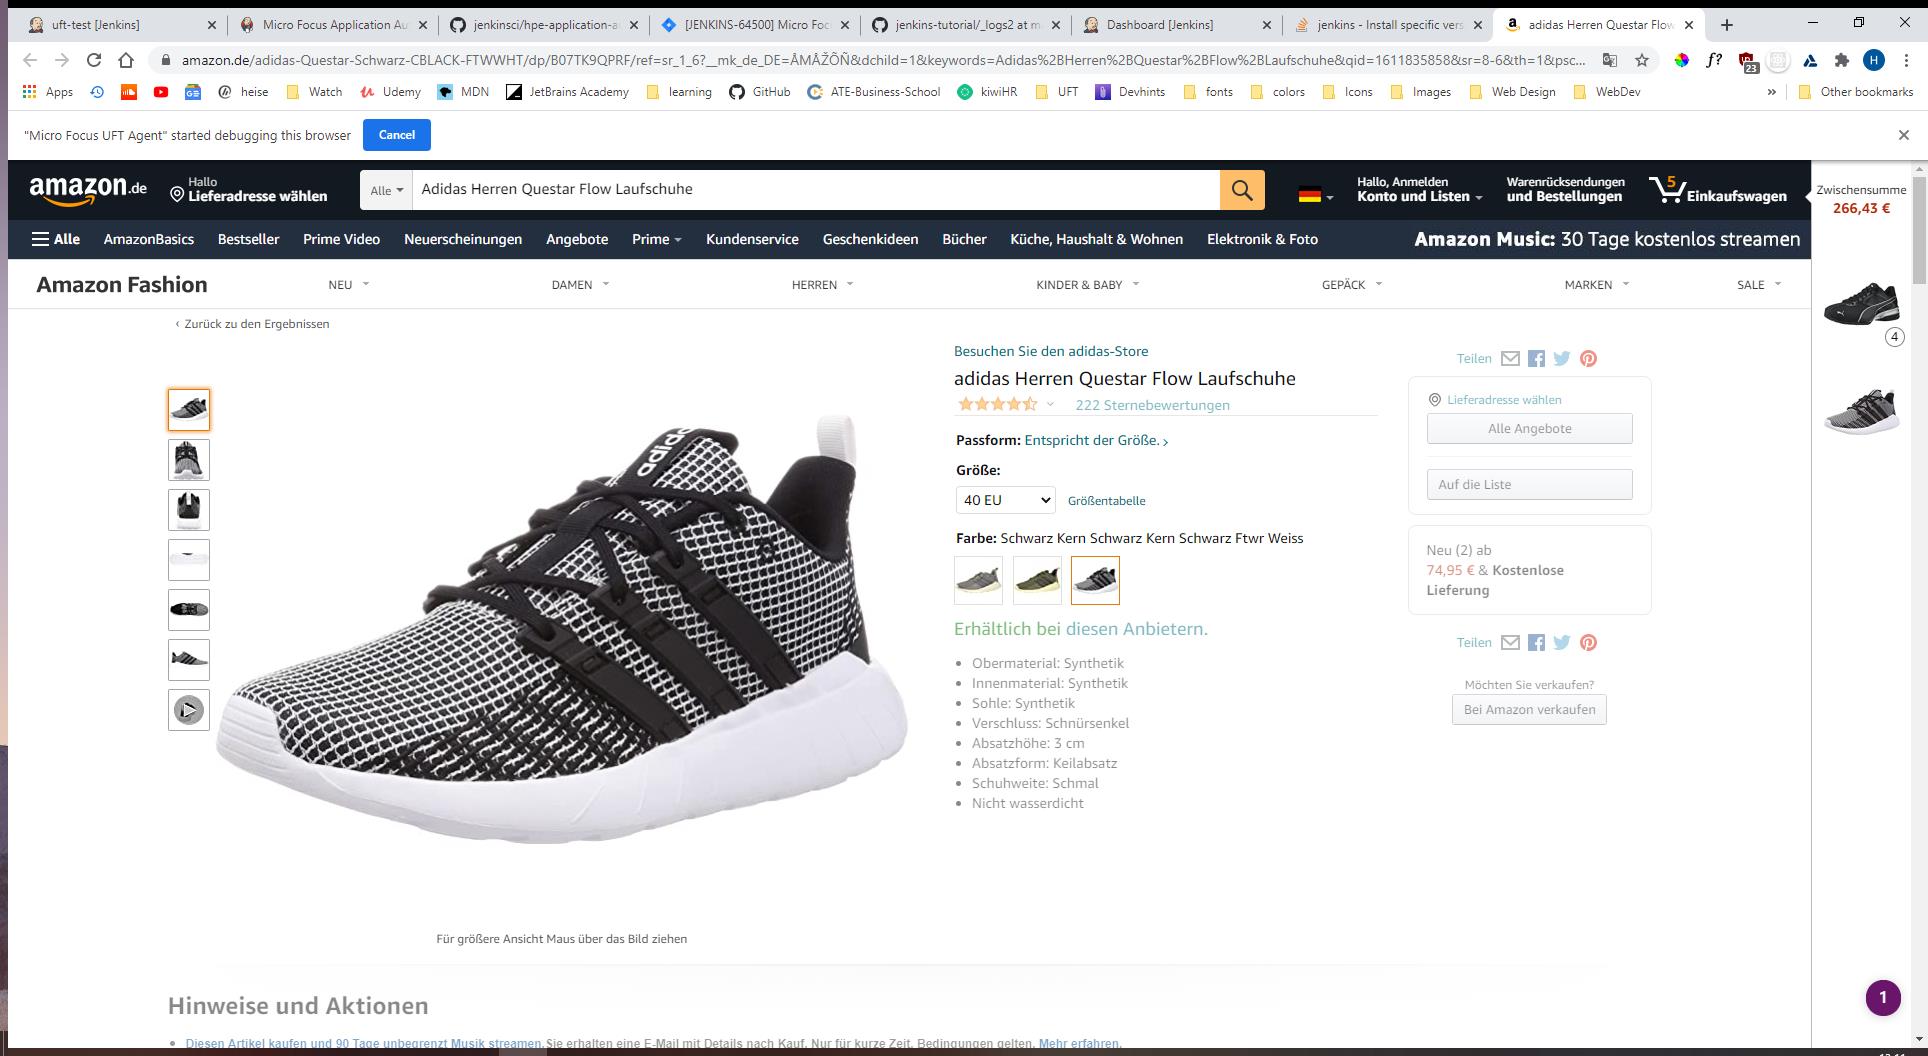 uft-test [Jenkins]
Micro Focus Application Au
jenkinsci/hpe-application-a
[JENKINS-64500] Micro Foc
jenkins-tutorial/_logs2 at m
Dashboard [Jenkins]
jenkins - Install specific vers
adidas Herren Questar Flow
amazon.de/adidas-Questar-Schwarz-CBLACK-FTWWHT/dp/B07TK9QPRF/ref=sr_1_6?__mk_de_DE=ÅMÅŽÕÑ&dchild=1&keywords=Adidas%2BHerren%2BQuestar%2BFlow%2BLaufschuhe&qid=1611835858&sr=8-6&th=1&psc...
f?
23
H
Apps
heise
Watch
Udemy
MDN
JetBrains Academy
learning
GitHub
ATE-Business-School
kiwiHR
UFT
Devhints
fonts
colors
Icons
Images
Web Design
WebDev
»
Other bookmarks
"Micro Focus UFT Agent" started debugging this browser
Cancel
amazon.de
Hallo
Lieferadresse wählen
Alle
Adidas Herren Questar Flow Laufschuhe
Hallo, Anmelden
Konto und Listen
Warenrücksendungen
und Bestellungen
5
Einkaufswagen
Zwischensumme
266,43 €
Alle
AmazonBasics
Bestseller
Prime Video
Neuerscheinungen
Angebote
Prime
Kundenservice
Geschenkideen
Bücher
Küche, Haushalt & Wohnen
Elektronik & Foto
Amazon Music: 30 Tage kostenlos streamen
Amazon Fashion
NEU
DAMEN
HERREN
KINDER & BABY
GEPÄCK
MARKEN
SALE
4
‹ Zurück zu den Ergebnissen
adidas
Für größere Ansicht Maus über das Bild ziehen
Besuchen Sie den adidas-Store
adidas Herren Questar Flow Laufschuhe
222 Sternebewertungen
Passform: Entspricht der Größe. ›
Größe:
40 EU
Größentabelle
Farbe: Schwarz Kern Schwarz Kern Schwarz Ftwr Weiss
Erhältlich bei diesen Anbietern.
• Obermaterial: Synthetik
• Innenmaterial: Synthetik
• Sohle: Synthetik
• Verschluss: Schnürsenkel
• Absatzhöhe: 3 cm
• Absatzform: Keilabsatz
• Schuhweite: Schmal
• Nicht wasserdicht
Teilen
Lieferadresse wählen
Alle Angebote
Auf die Liste
Neu (2) ab
74,95 € & Kostenlose
Lieferung
Teilen
Möchten Sie verkaufen?
Bei Amazon verkaufen
1
Hinweise und Aktionen
• Diesen Artikel kaufen und 90 Tage unbegrenzt Musik streamen. Sie erhalten eine E-Mail mit Details nach Kauf. Nur für kurze Zeit. Bedingungen gelten. Mehr erfahren.